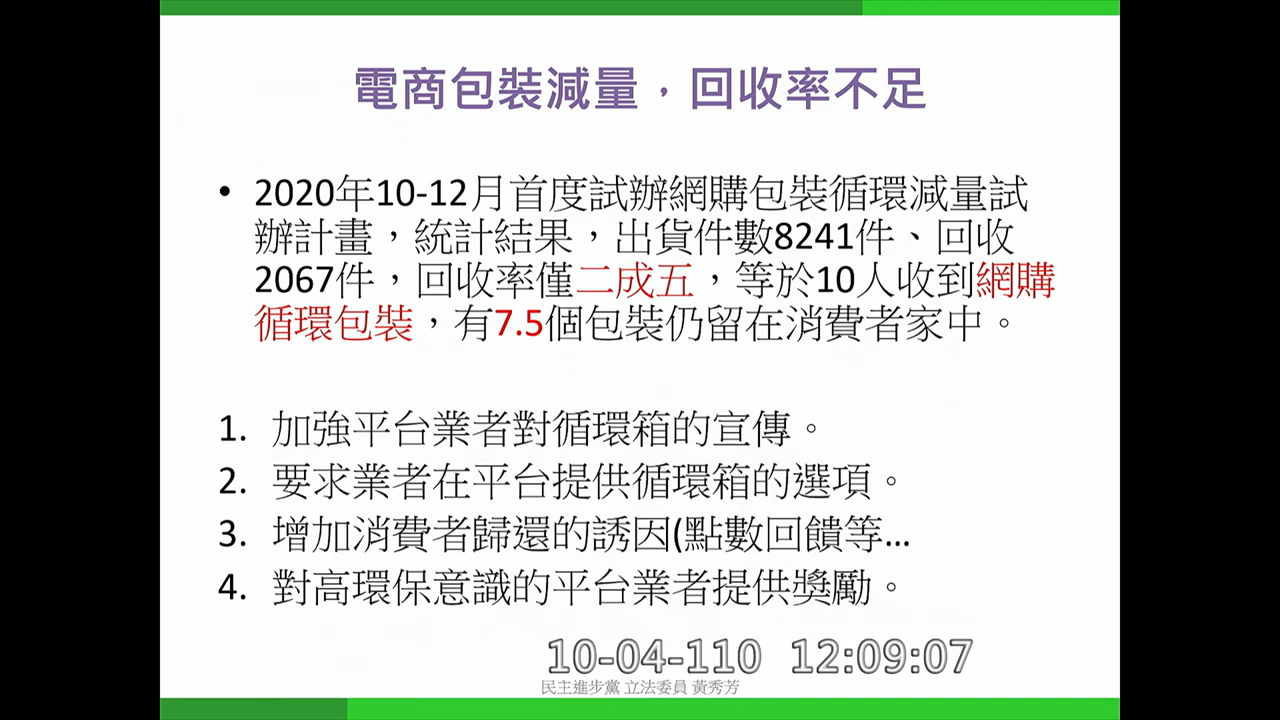 電商包裝減量，回收率不足
• 2020年10-12月首度試辦網購包裝循環減量試
辦計畫，統計結果，出貨件數8241件、回收
2067件，回收率僅二成五，等於10人收到網購
循環包裝，有7.5個包裝仍留在消費者家中。
1. 加強平台業者對循環箱的宣傳。
2. 要求業者在平台提供循環箱的選項。
3. 增加消費者歸還的誘因(點數回饋等...
4. 對高環保意識的平台業者提供獎勵。
10-04-110 12:09:07
民主進步黨 立法委員 黃秀芳